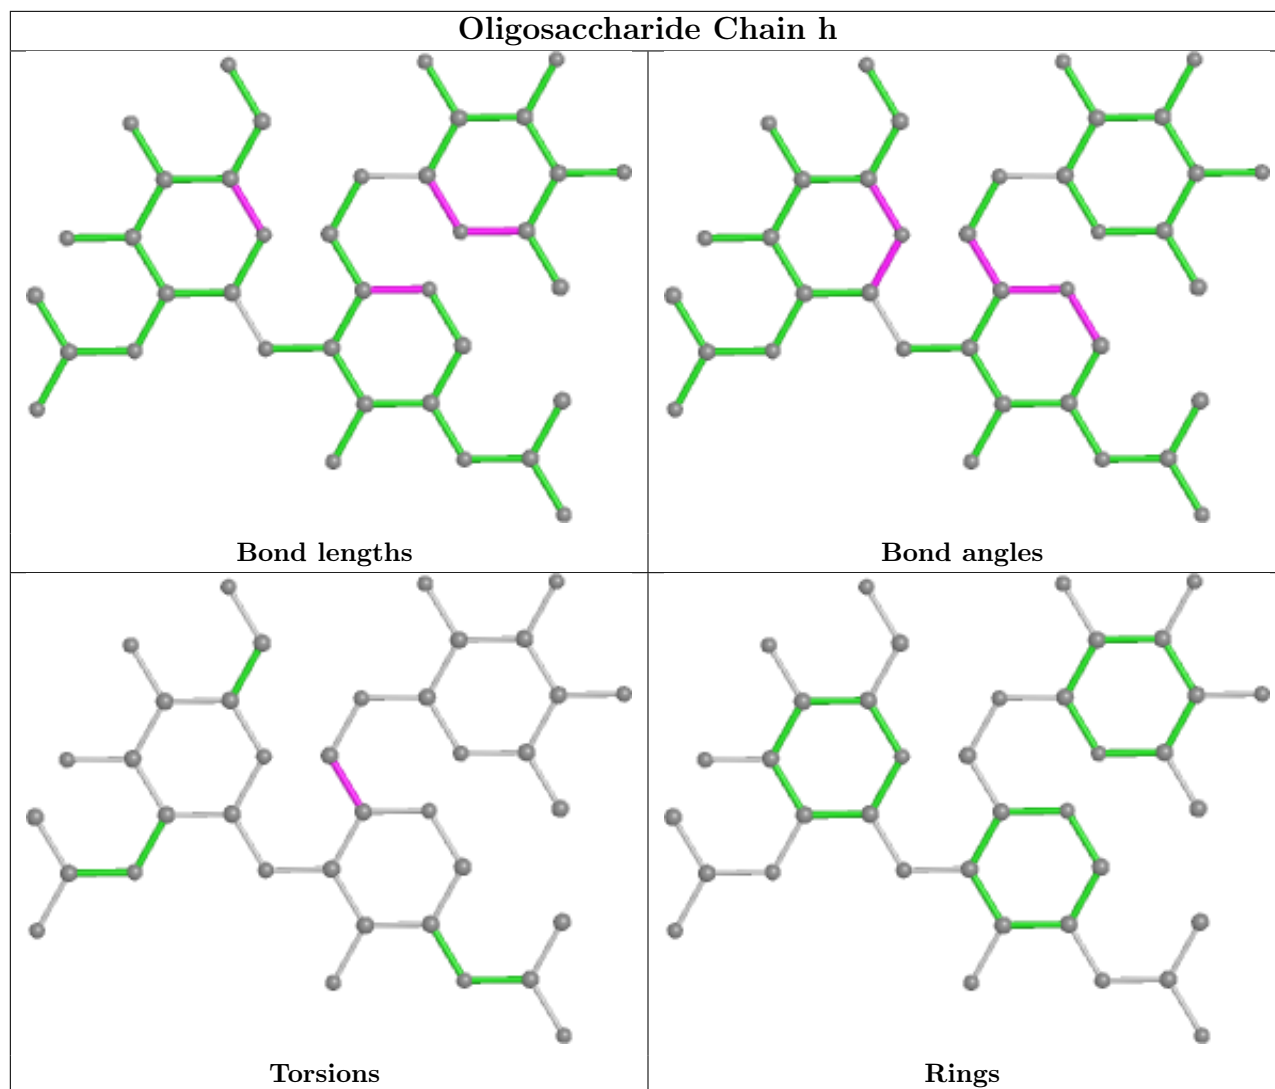 Oligosaccharide Chain h
Bond lengths
Bond angles
Torsions
Rings